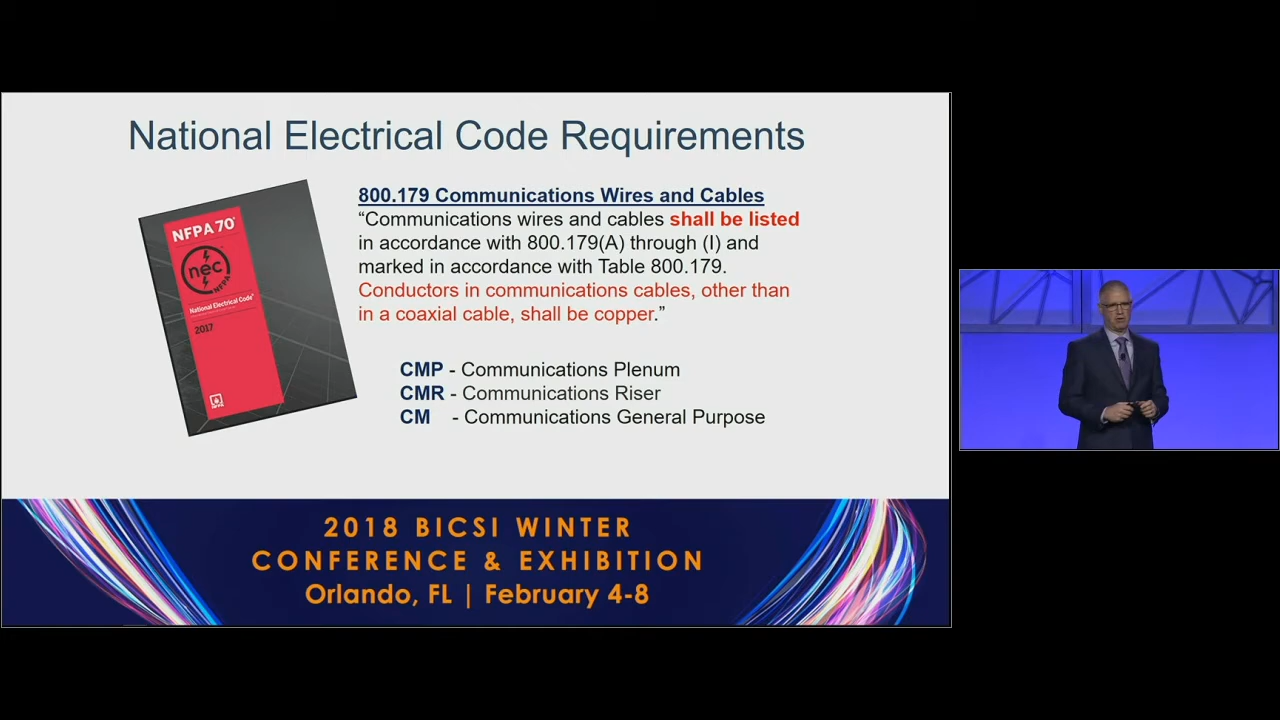 National Electrical Code Requirements
NFPA 70®
nec
NFPA
National Electrical Code®
2017
NFPA
800.179 Communications Wires and Cables
“Communications wires and cables shall be listed
in accordance with 800.179(A) through (I) and
marked in accordance with Table 800.179.
Conductors in communications cables, other than
in a coaxial cable, shall be copper.”
CMP - Communications Plenum
CMR - Communications Riser
CM - Communications General Purpose
2018 BICSI WINTER
CONFERENCE & EXHIBITION
Orlando, FL | February 4-8